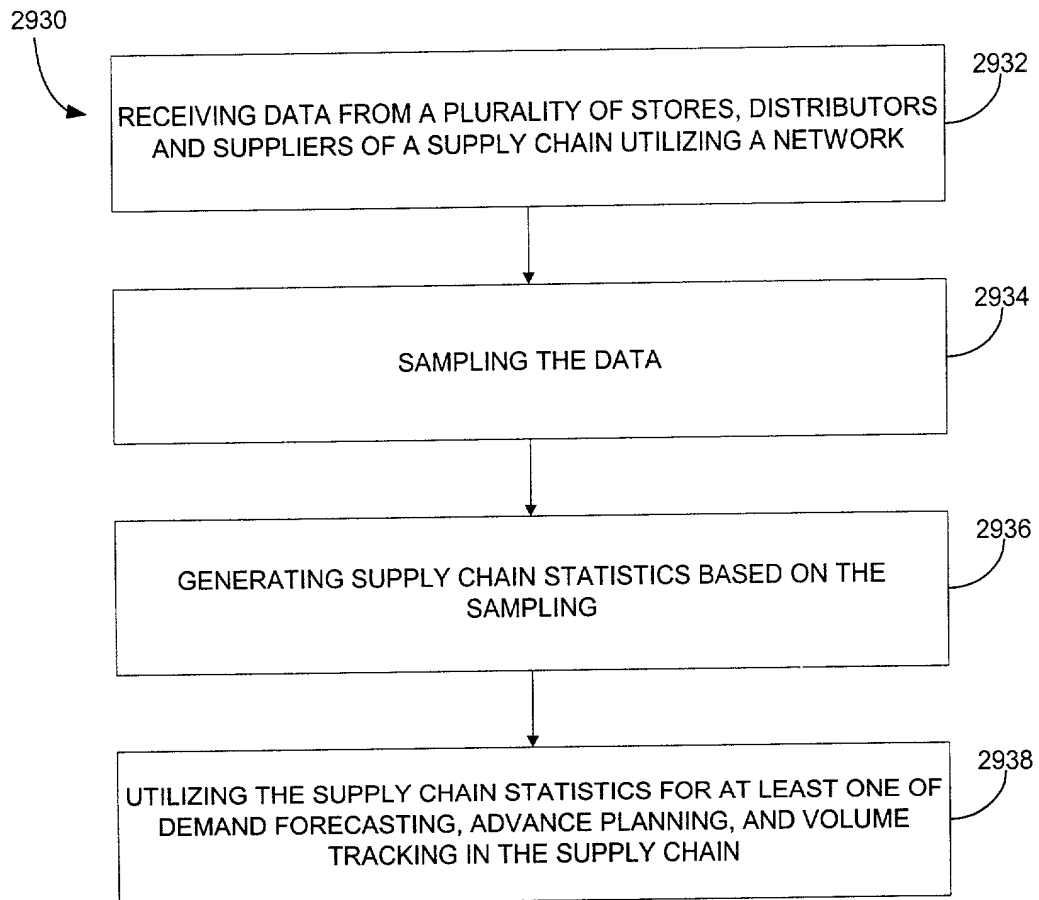 2930
2932
RECEIVING DATA FROM A PLURALITY OF STORES, DISTRIBUTORS
AND SUPPLIERS OF A SUPPLY CHAIN UTILIZING A NETWORK
2934
SAMPLING THE DATA
2936
GENERATING SUPPLY CHAIN STATISTICS BASED ON THE
SAMPLING
2938
UTILIZING THE SUPPLY CHAIN STATISTICS FOR AT LEAST ONE OF
DEMAND FORECASTING, ADVANCE PLANNING, AND VOLUME
TRACKING IN THE SUPPLY CHAIN